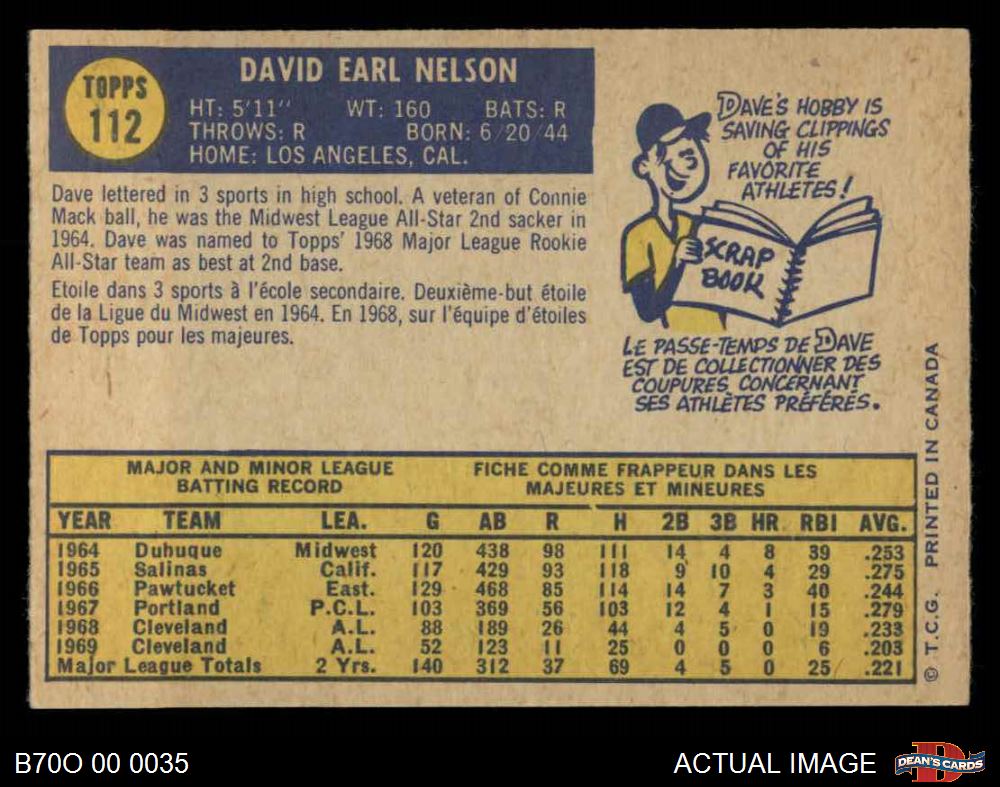 TOPPS
112
DAVID EARL NELSON
HT: 5'11" WT: 160 BATS: R
THROWS: R BORN: 6/20/44
HOME: LOS ANGELES, CAL.
Dave lettered in 3 sports in high school. A veteran of Connie
Mack ball, he was the Midwest League All-Star 2nd sacker in
1964. Dave was named to Topps' 1968 Major League Rookie
All-Star team as best at 2nd base.
Etoile dans 3 sports à l'école secondaire. Deuxième-but étoile
de la Ligue du Midwest en 1964. En 1968, sur l'équipe d'étoiles
de Topps pour les majeures.
DAVE'S HOBBY IS
SAVING CLIPPINGS
OF HIS
FAVORITE
ATHLETES!
SCRAP
BOOK
LE PASSE-TEMPS DE DAVE
EST DE COLLECTIONNER DES
COUPURES CONCERNANT
SES ATHLÈTES PRÉFÉRÉS.
MAJOR AND MINOR LEAGUE
BATTING RECORD
FICHE COMME FRAPPEUR DANS LES
MAJEURES ET MINEURES
YEAR TEAM LEA. G AB R H 2B 3B HR RBI AVG.
1964 Dubuque Midwest 120 438 98 111 14 4 8 39 .253
1965 Salinas Calif. 117 429 93 118 9 10 4 29 .275
1966 Pawtucket East. 129 468 85 114 14 7 3 40 .244
1967 Portland P.C.L. 103 369 56 103 12 4 1 15 .279
1968 Cleveland A.L. 88 189 26 44 4 5 0 19 .233
1969 Cleveland A.L. 52 123 11 25 0 0 0 6 .203
Major League Totals 2 Yrs. 140 312 37 69 4 5 0 25 .221
© T.C.G. PRINTED IN CANADA
B70O 00 0035
ACTUAL IMAGE
DEAN'S CARDS